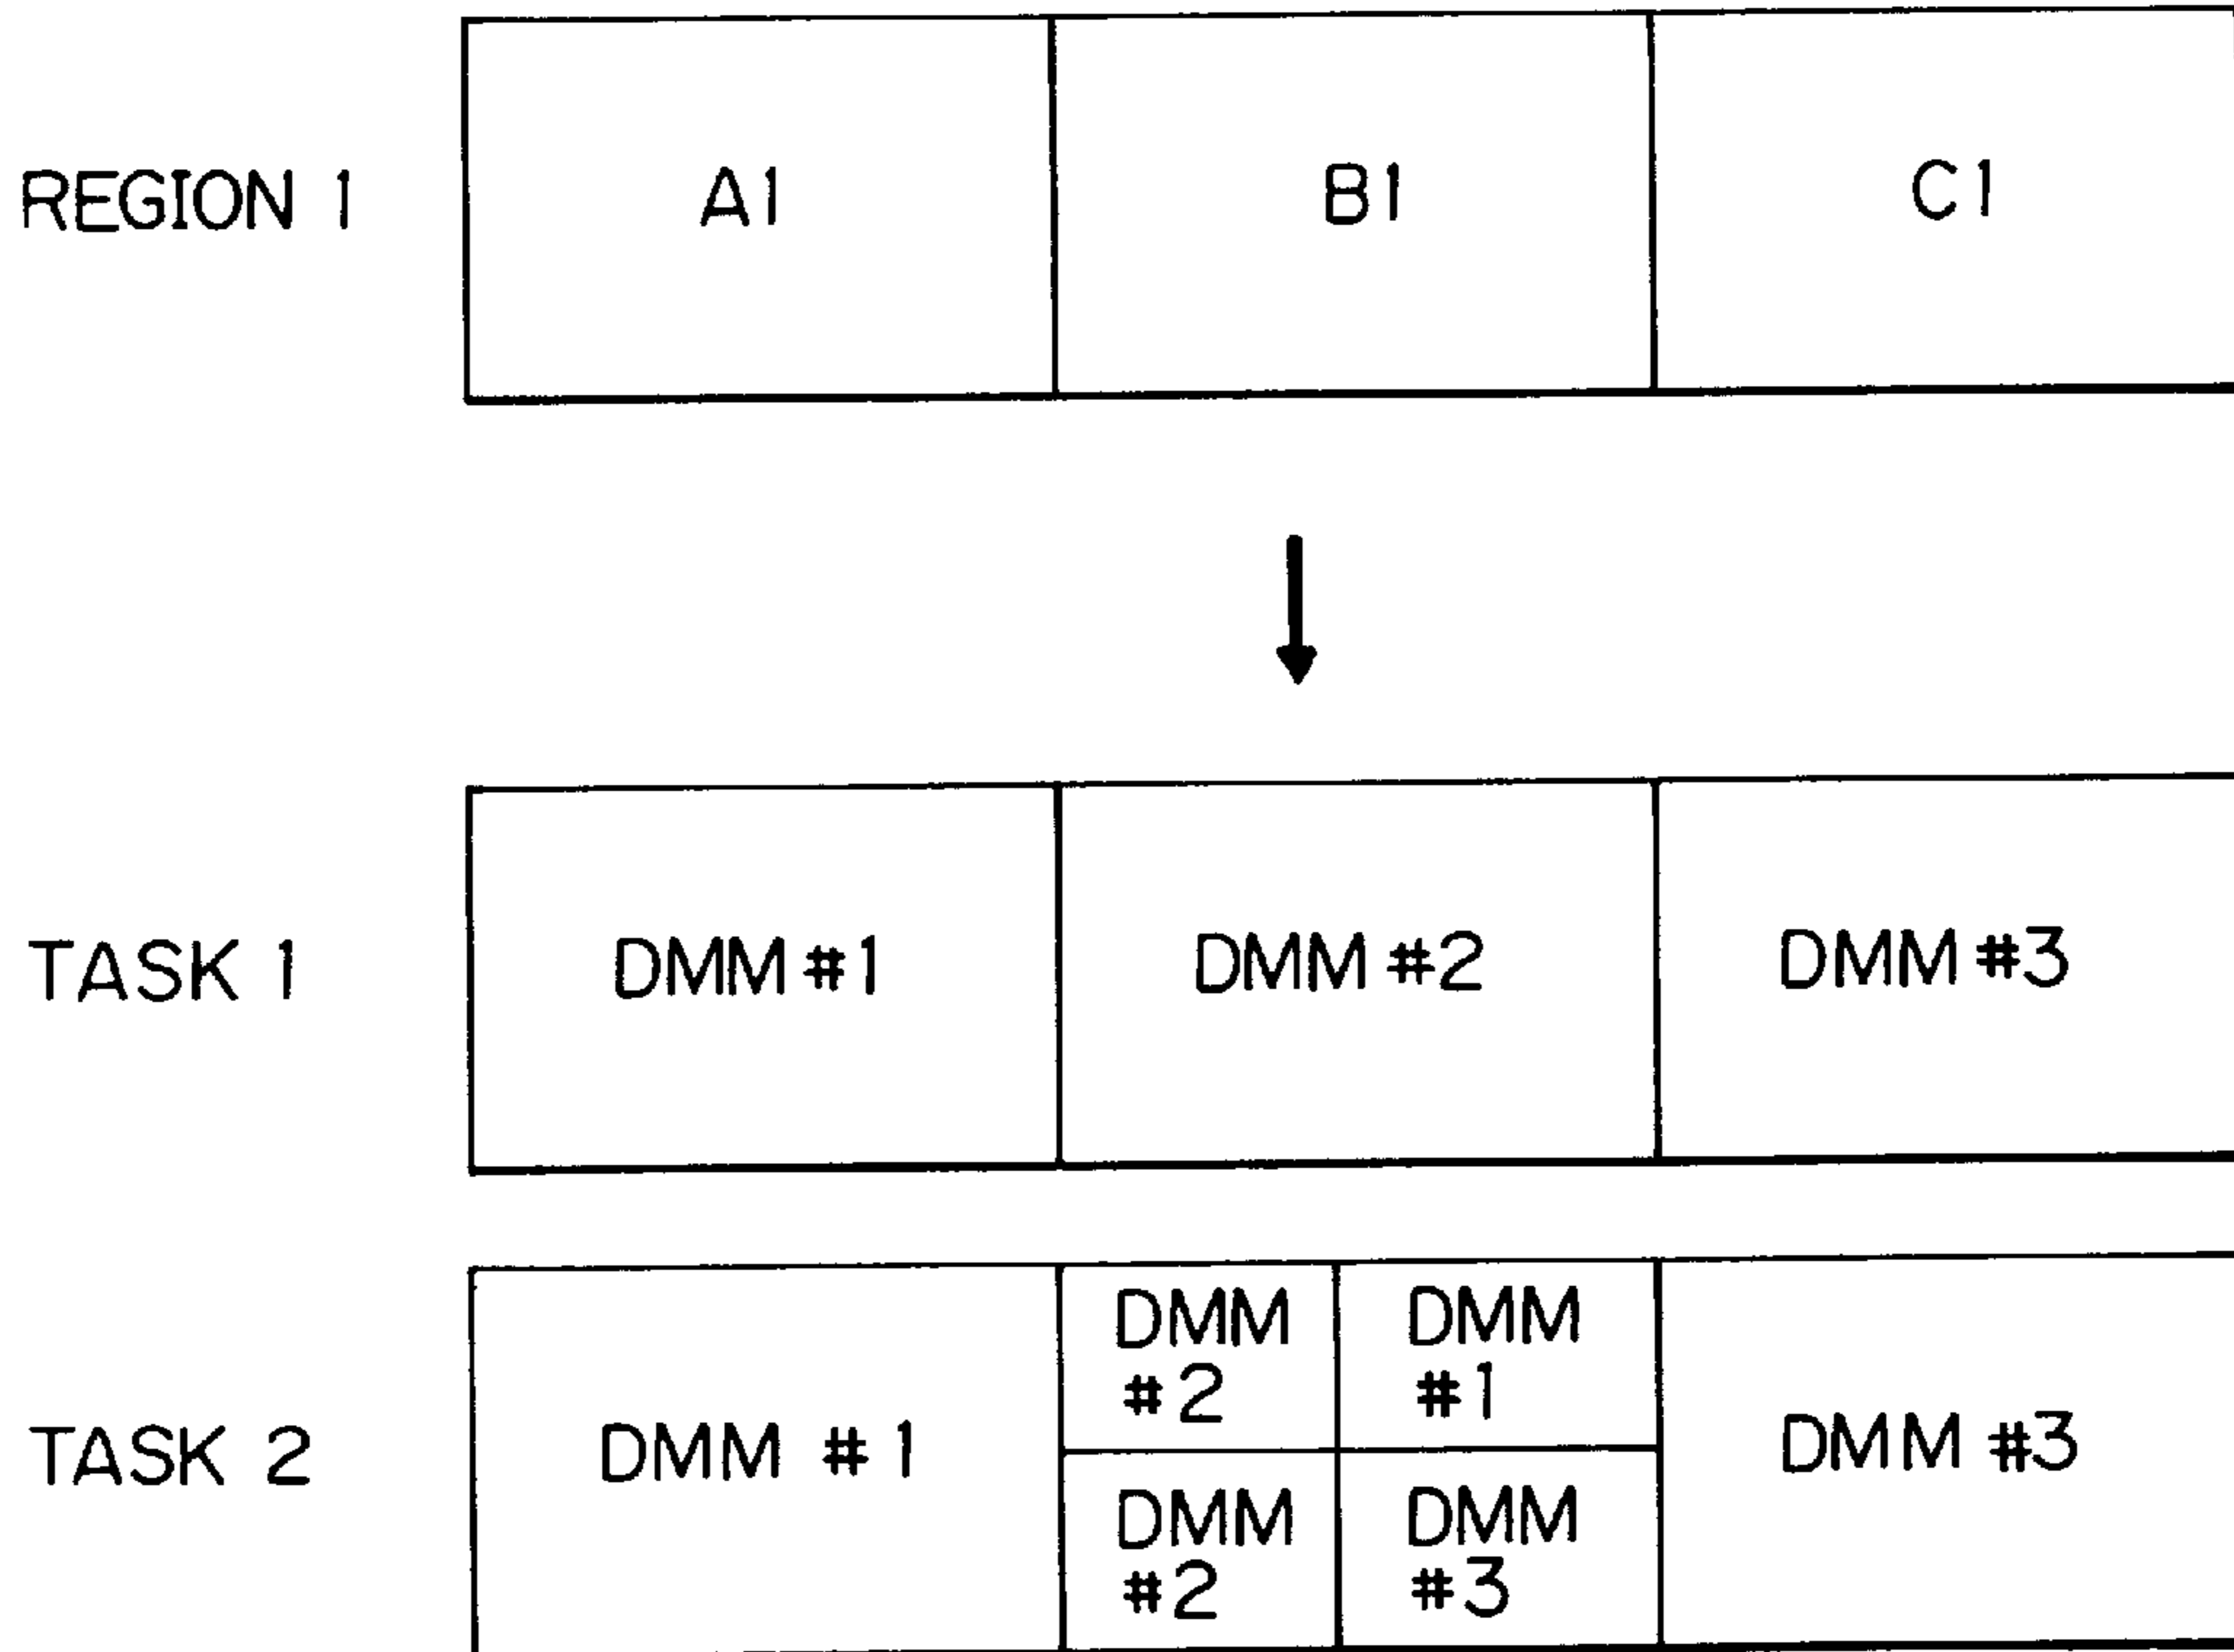 REGION 1 A1 B1 C1
TASK 1 DMM #1 DMM #2 DMM #3
TASK 2 DMM #1 DMM #2 DMM #1 DMM #2 DMM #3 DMM #3